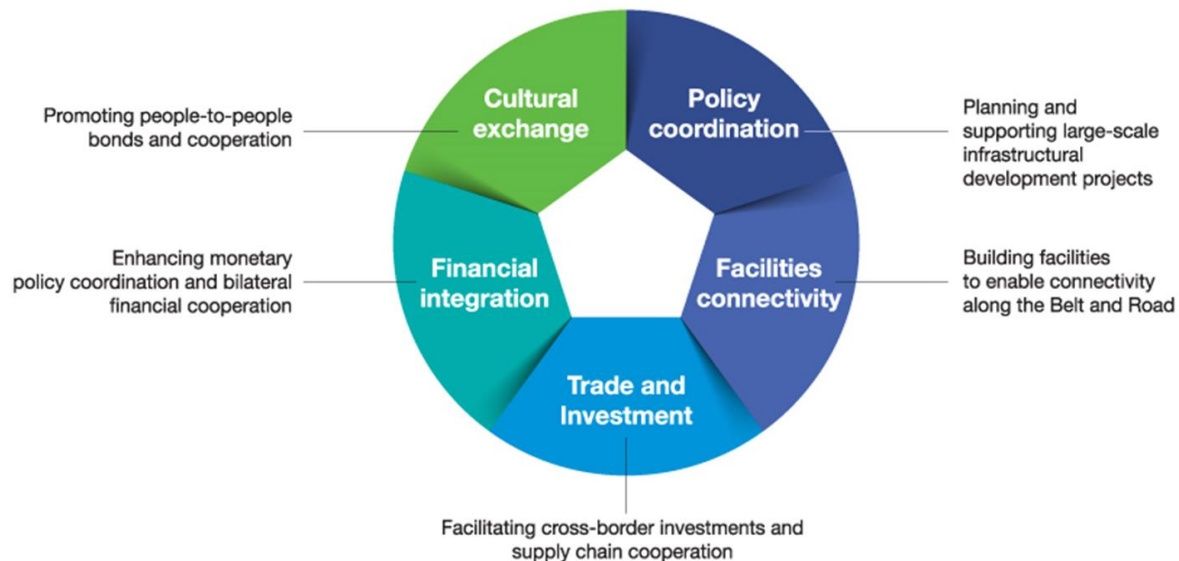 Cultural
exchange
Promoting people-to-people
bonds and cooperation
Policy
coordination
Planning and
supporting large-scale
infrastructural
development projects
Financial
integration
Enhancing monetary
policy coordination and bilateral
financial cooperation
Facilities
connectivity
Building facilities
to enable connectivity
along the Belt and Road
Trade and
Investment
Facilitating cross-border investments and
supply chain cooperation